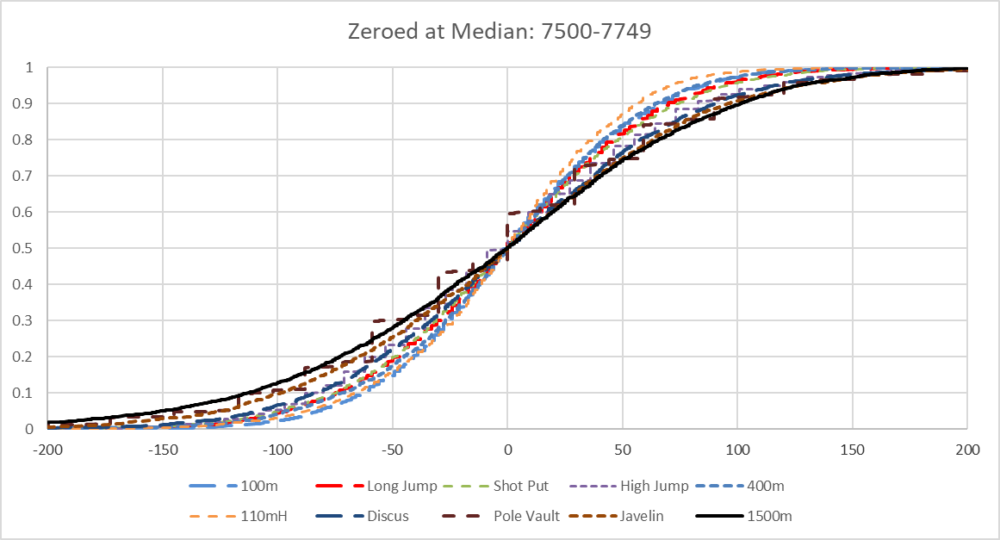 Zeroed at Median: 7500-7749
1
0.9
0.8
0.7
0.6
0.5
0.4
0.3
0.2
0.1
0
-200 -150 -100 -50 0 50 100 150 200
100m Long Jump Shot Put High Jump 400m
110mH Discus Pole Vault Javelin 1500m